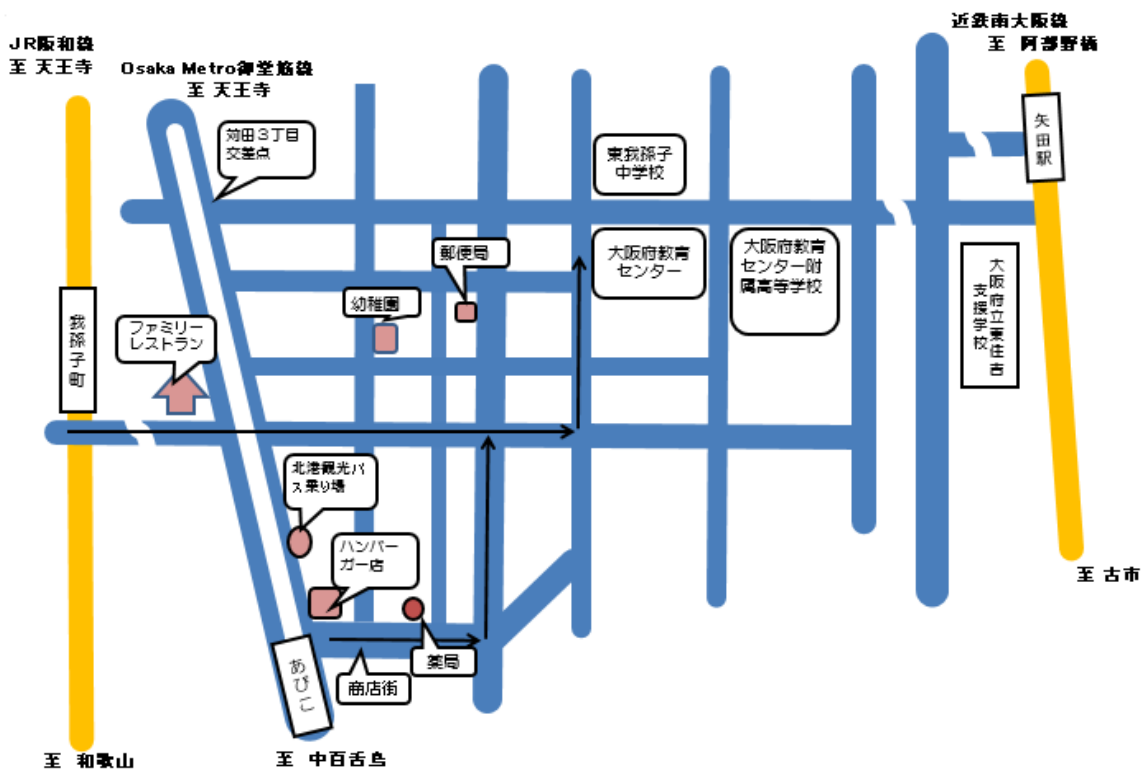 JR阪和線
至 天王寺
Osaka Metro御堂筋線
至 天王寺
近鉄南大阪線
至 阿部野橋
矢田駅
苅田3丁目
交差点
東我孫子
中学校
大阪府教育
センター
大阪府教育
センター附
属高等学校
郵便局
幼稚園
大阪府立東住吉
支援学校
ファミリー
レストラン
我孫子町
北港観光バ
ス乗り場
ハンバー
ガー店
薬局
商店街
あびこ
至 古市
至 和歌山
至 中百舌鳥